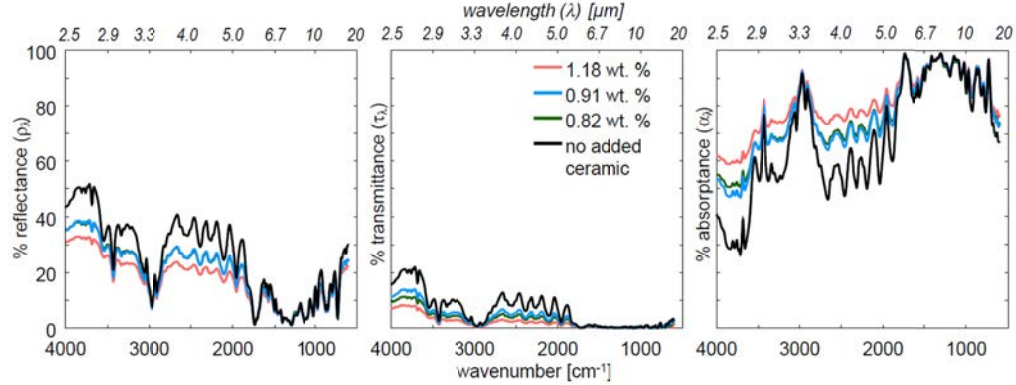 wavelength (λ) [μm]
2.5 2.9 3.3 4.0 5.0 6.7 10 20 2.5 2.9 3.3 4.0 5.0 6.7 10 20 2.5 2.9 3.3 4.0 5.0 6.7 10 20
100
80
60
40
20
0
% reflectance (ρλ)
% transmittance (τλ)
1.18 wt. %
0.91 wt. %
0.82 wt. %
no added
ceramic
% absorptance (αλ)
4000 3000 2000 1000 4000 3000 2000 1000 4000 3000 2000 1000
wavenumber [cm⁻¹]